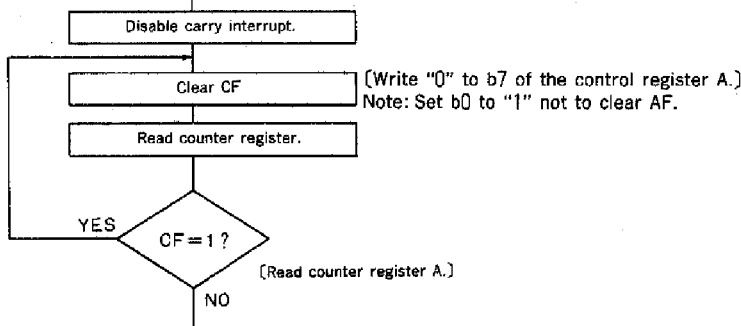 Disable carry interrupt.
Clear CF
(Write "0" to b7 of the control register A.)
Note: Set b0 to "1" not to clear AF.
Read counter register.
YES
CF=1?
(Read counter register A.)
NO